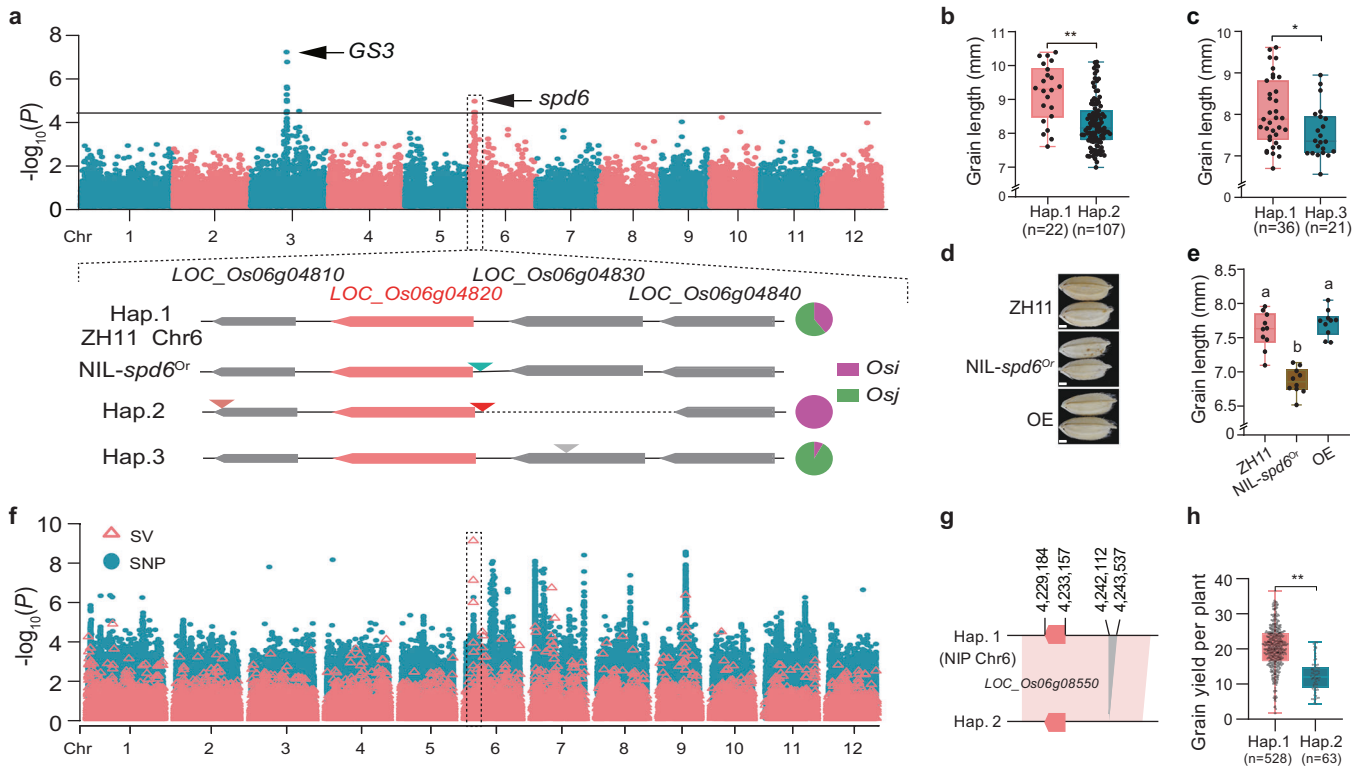 a
8
6
4
2
0
-log10(P)
GS3
spd6
Chr 1 2 3 4 5 6 7 8 9 10 11 12
LOC_Os06g04810
LOC_Os06g04820
LOC_Os06g04830
LOC_Os06g04840
Hap.1
ZH11 Chr6
NIL-spd6Or
Hap.2
Hap.3
Osi
Osj
b
Grain length (mm)
11
10
9
8
7
0
**
Hap.1 Hap.2
(n=22) (n=107)
c
Grain length (mm)
10
9
8
7
0
*
Hap.1 Hap.3
(n=36) (n=21)
d
ZH11
NIL-spd6Or
OE
e
Grain length (mm)
8.5
8.0
7.5
7.0
6.5
0
a
b
a
ZH11
NIL-spd6Or
OE
f
10
8
6
4
2
0
-log10(P)
SV
SNP
Chr 1 2 3 4 5 6 7 8 9 10 11 12
g
4,229,184
4,233,157
4,242,112
4,243,537
Hap. 1
(NIP Chr6)
LOC_Os06g08550
Hap. 2
h
Grain yield per plant
40
30
20
10
0
**
Hap.1 Hap.2
(n=528) (n=63)